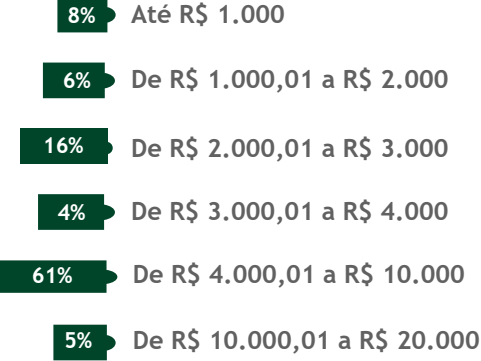 8% Até R$ 1.000
6% De R$ 1.000,01 a R$ 2.000
16% De R$ 2.000,01 a R$ 3.000
4% De R$ 3.000,01 a R$ 4.000
61% De R$ 4.000,01 a R$ 10.000
5% De R$ 10.000,01 a R$ 20.000